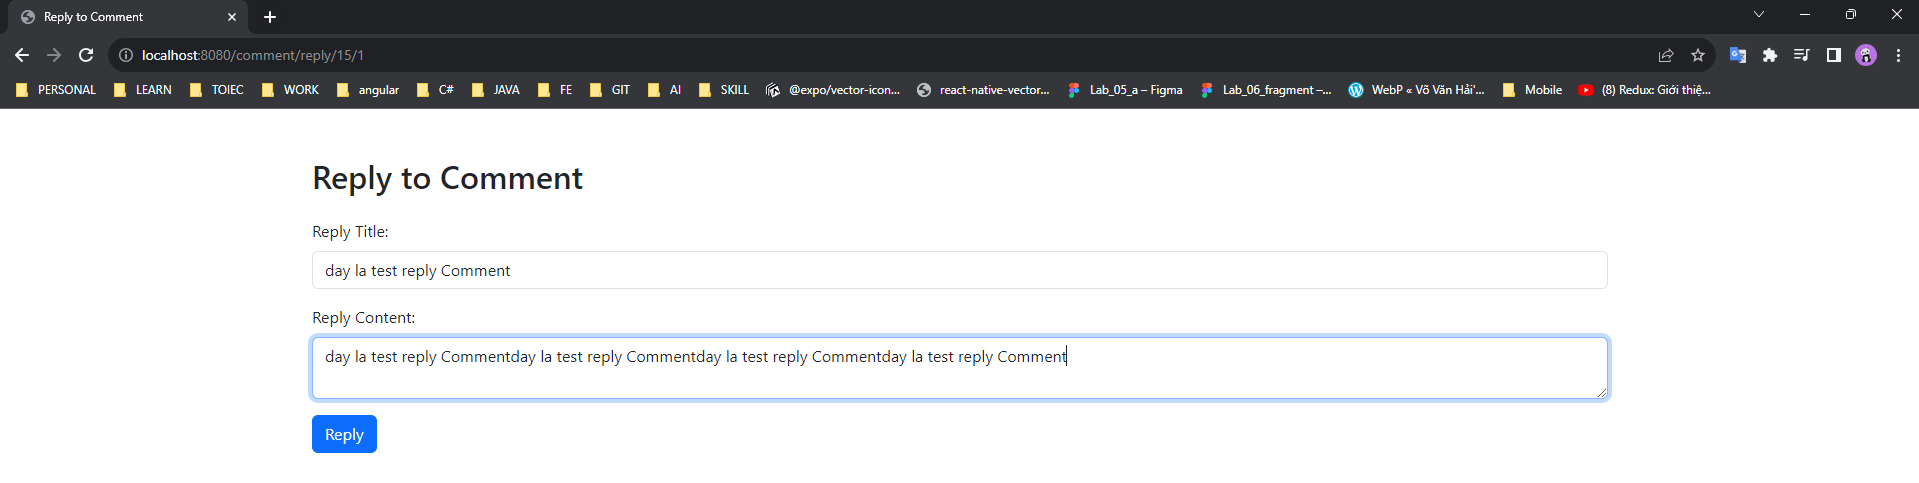 Reply to Comment
localhost:8080/comment/reply/15/1
PERSONAL LEARN TOIEC WORK angular C# JAVA FE GIT AI SKILL @expo/vector-icon... react-native-vector... Lab_05_a – Figma Lab_06_fragment –... WebP « Võ Văn Hải'... Mobile (8) Redux: Giới thiệ...
Reply to Comment
Reply Title:
day la test reply Comment
Reply Content:
day la test reply Commentday la test reply Commentday la test reply Commentday la test reply Comment
Reply